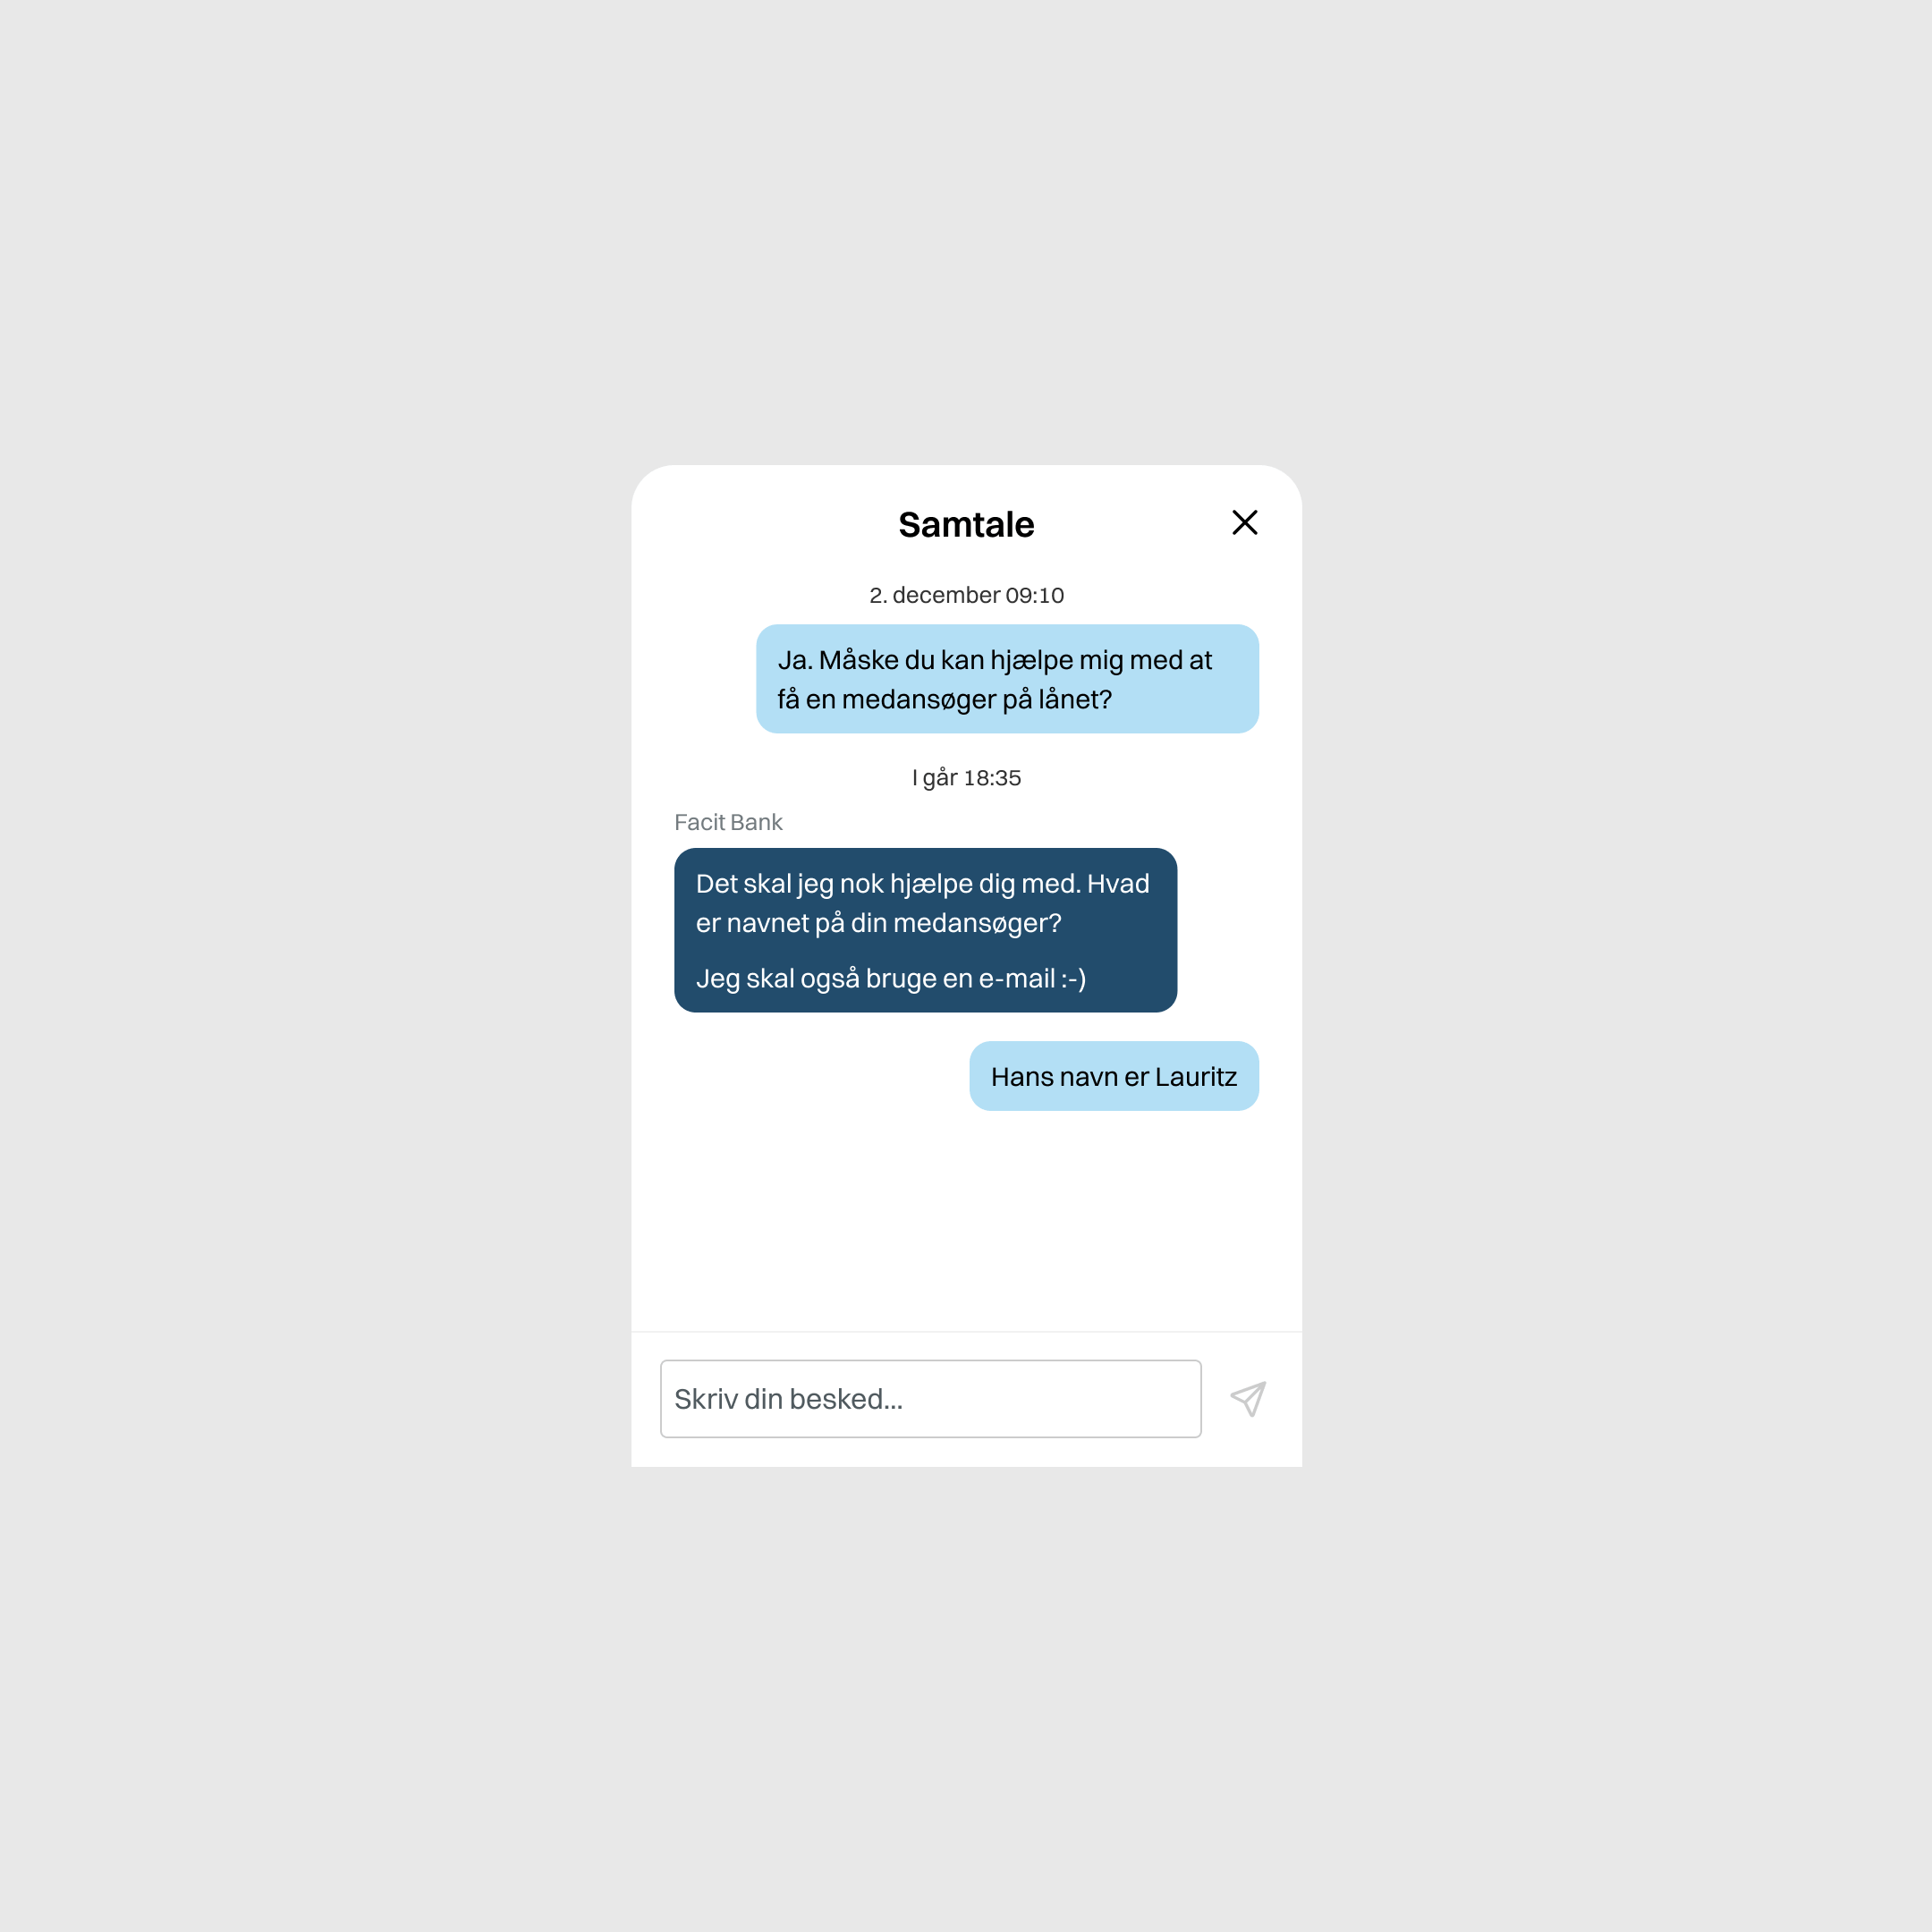 Samtale
2. december 09:10
Ja. Måske du kan hjælpe mig med at
få en medansøger på lånet?
I går 18:35
Facit Bank
Det skal jeg nok hjælpe dig med. Hvad
er navnet på din medansøger?
Jeg skal også bruge en e-mail :-)
Hans navn er Lauritz
Skriv din besked...